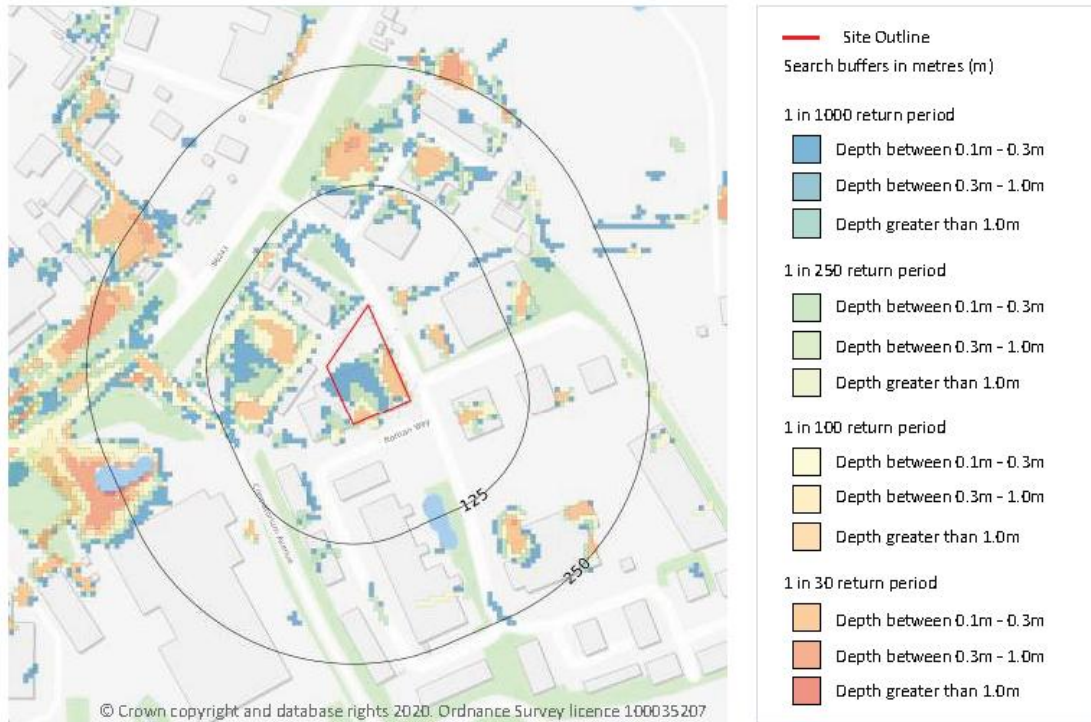 Site Outline
Search buffers in metres (m)
1 in 1000 return period
Depth between 0.1m - 0.3m
Depth between 0.3m - 1.0m
Depth greater than 1.0m
1 in 250 return period
Depth between 0.1m - 0.3m
Depth between 0.3m - 1.0m
Depth greater than 1.0m
1 in 100 return period
Depth between 0.1m - 0.3m
Depth between 0.3m - 1.0m
Depth greater than 1.0m
1 in 30 return period
Depth between 0.1m - 0.3m
Depth between 0.3m - 1.0m
Depth greater than 1.0m
Roman Way
125
250
© Crown copyright and database rights 2020. Ordnance Survey licence 100035207